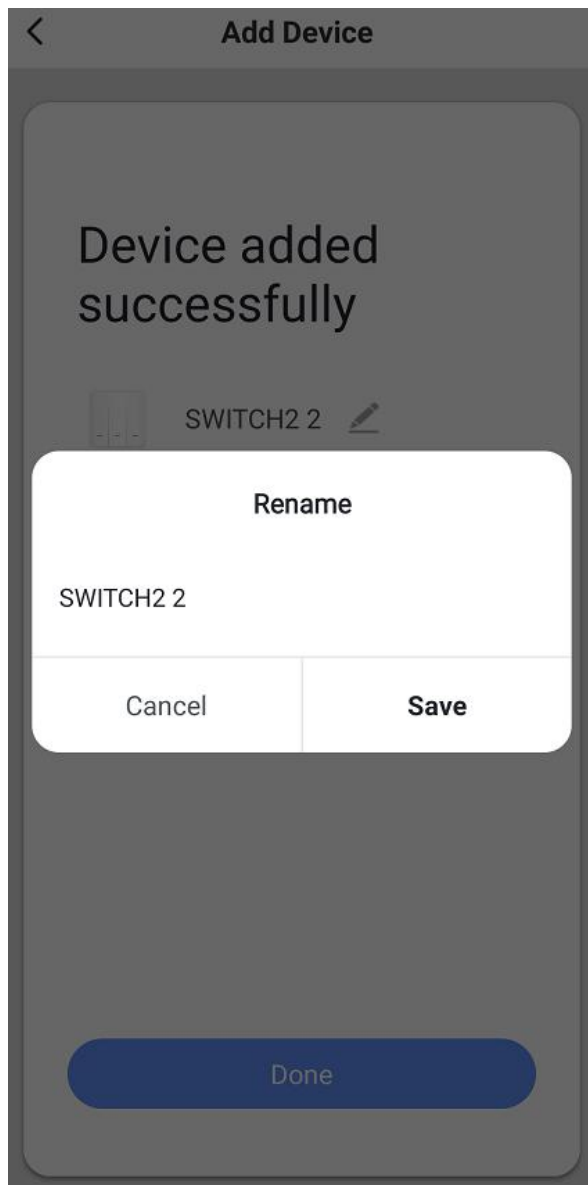 Add Device
Device added
successfully
SWITCH2 2
Rename
SWITCH2 2
Cancel
Save
Done